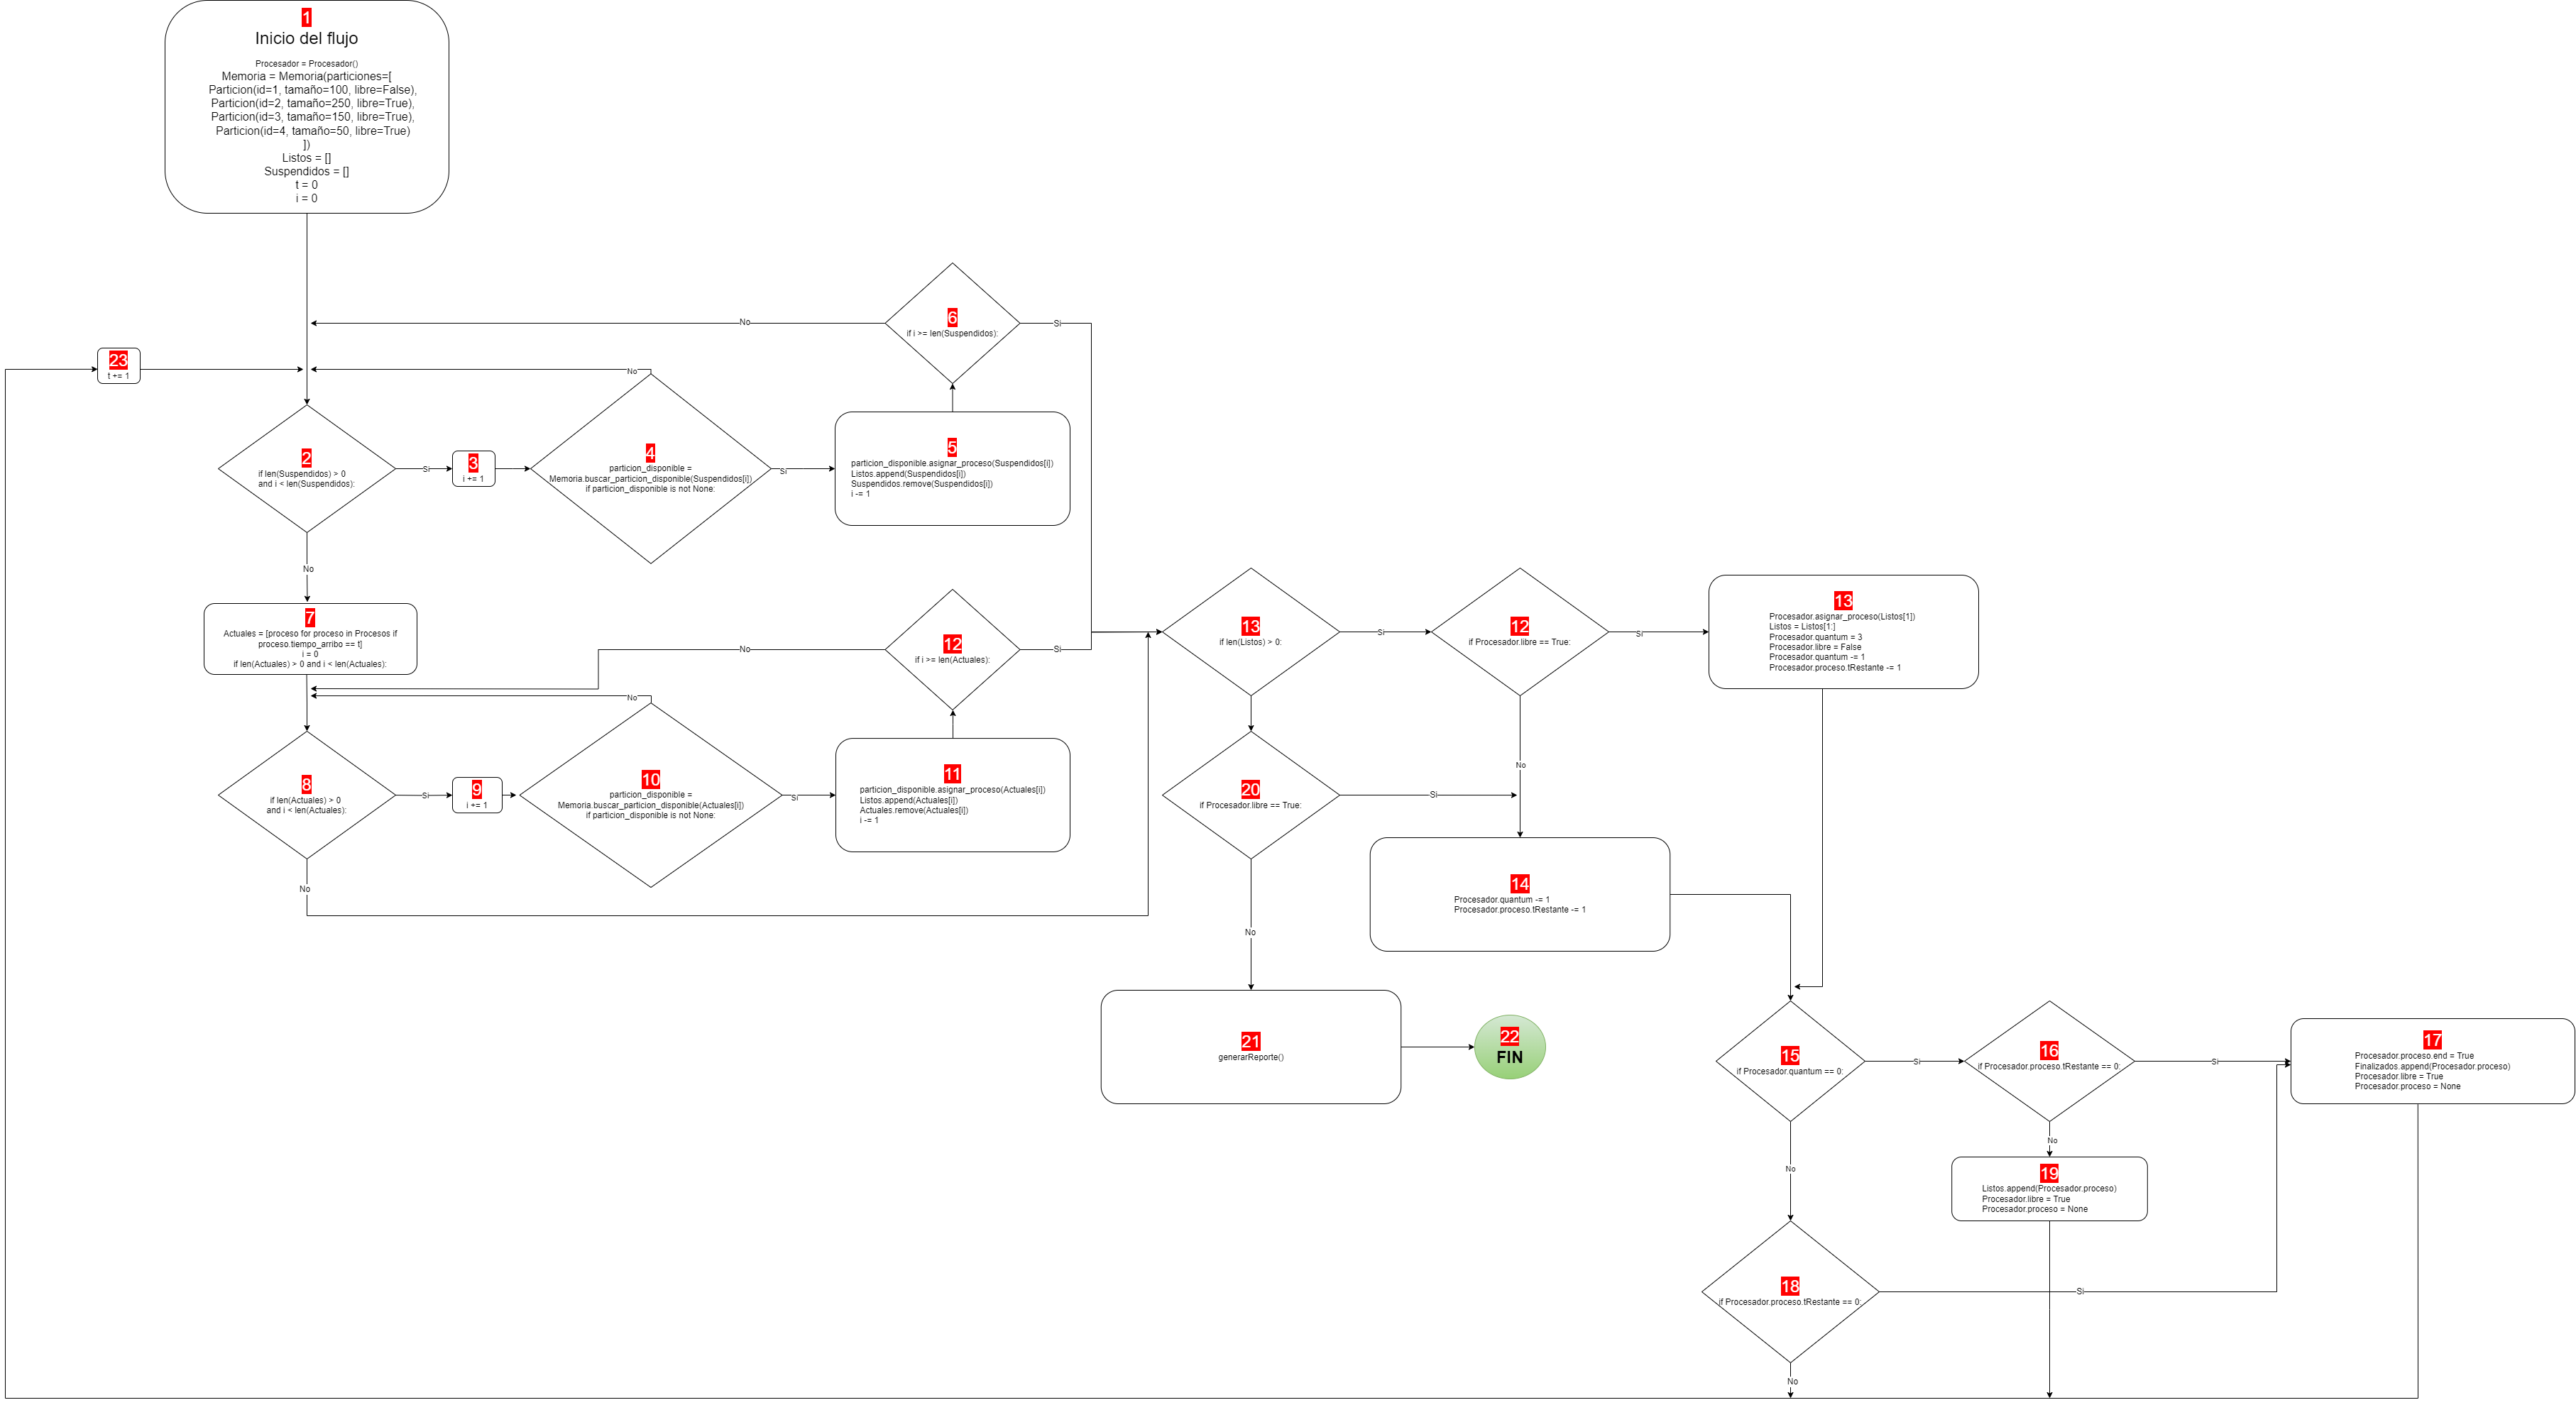 1
Inicio del flujo
Procesador = Procesador()
Memoria = Memoria(particiones=[
Particion(id=1, tamaño=100, libre=False),
Particion(id=2, tamaño=250, libre=True),
Particion(id=3, tamaño=150, libre=True),
Particion(id=4, tamaño=50, libre=True)
])
Listos = []
Suspendidos = []
t = 0
i = 0
6
if i >= len(Suspendidos):
No
Si
23
t += 1
No
2
if len(Suspendidos) > 0
and i < len(Suspendidos):
Si
3
i += 1
4
particion_disponible =
Memoria.buscar_particion_disponible(Suspendidos[i])
if particion_disponible is not None:
Si
5
particion_disponible.asignar_proceso(Suspendidos[i])
Listos.append(Suspendidos[i])
Suspendidos.remove(Suspendidos[i])
i -= 1
No
7
Actuales = [proceso for proceso in Procesos if
proceso.tiempo_arribo == t]
i = 0
if len(Actuales) > 0 and i < len(Actuales):
12
if i >= len(Actuales):
No
Si
No
8
if len(Actuales) > 0
and i < len(Actuales):
Si
9
i += 1
10
particion_disponible =
Memoria.buscar_particion_disponible(Actuales[i])
if particion_disponible is not None:
Si
11
particion_disponible.asignar_proceso(Actuales[i])
Listos.append(Actuales[i])
Actuales.remove(Actuales[i])
i -= 1
No
13
if len(Listos) > 0:
Si
12
if Procesador.libre == True:
Si
13
Procesador.asignar_proceso(Listos[1])
Listos = Listos[1:]
Procesador.quantum = 3
Procesador.libre = False
Procesador.quantum -= 1
Procesador.proceso.tRestante -= 1
No
20
if Procesador.libre == True:
Si
14
Procesador.quantum -= 1
Procesador.proceso.tRestante -= 1
No
21
generarReporte()
22
FIN
15
if Procesador.quantum == 0:
Si
16
if Procesador.proceso.tRestante == 0:
Si
17
Procesador.proceso.end = True
Finalizados.append(Procesador.proceso)
Procesador.libre = True
Procesador.proceso = None
No
No
19
Listos.append(Procesador.proceso)
Procesador.libre = True
Procesador.proceso = None
18
if Procesador.proceso.tRestante == 0:
Si
No